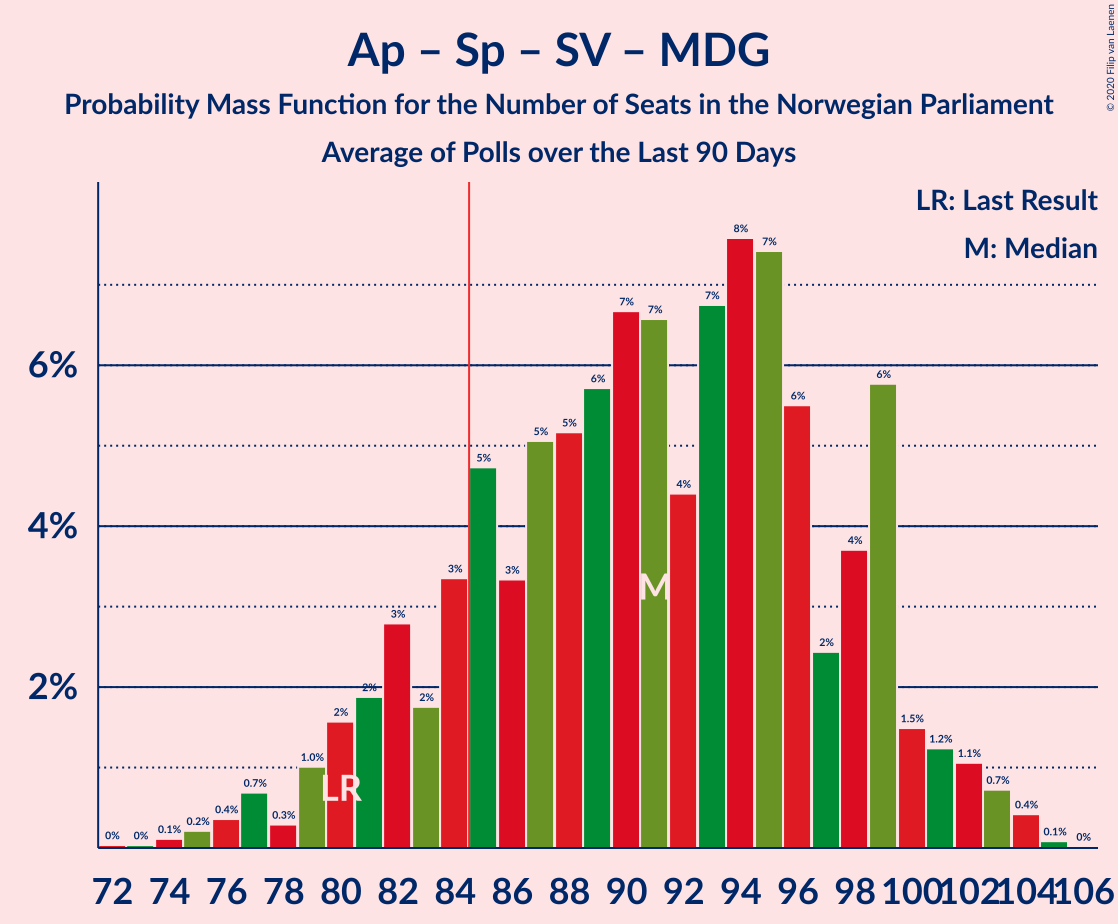 Ap – Sp – SV – MDG
Probability Mass Function for the Number of Seats in the Norwegian Parliament
Average of Polls over the Last 90 Days
© 2020 Filip van Laenen
LR: Last Result
M: Median
6%
4%
2%
0% 0% 0.1% 0.2% 0.4% 0.7% 0.3% 1.0% 2% 2% 3% 2% 3% 5% 3% 5% 5% 6% 7% 7% 4% 7% 8% 7% 6% 2% 4% 6% 1.5% 1.2% 1.1% 0.7% 0.4% 0.1% 0%
LR
M
72 74 76 78 80 82 84 86 88 90 92 94 96 98 100 102 104 106